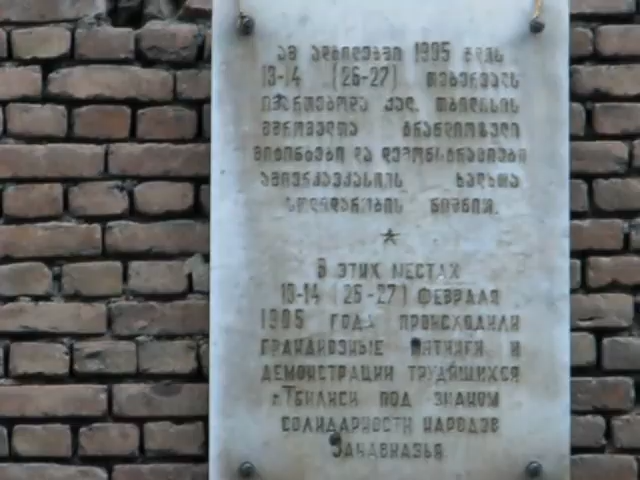 ამ ადგილებში 1905 წლის
13-14 (26-27) თებერვალს
იმართებოდა ქალ. თბილისის
მშრომელთა გრანდიოზული
მიტინგები და დემონსტრაციები
ამიერკავკასიის ხალხთა
სოლიდარობის ნიშნით.
В ЭТИХ МЕСТАХ
13-14 (26-27) ФЕВРАЛЯ
1905 ГОДА ПРОИСХОДИЛИ
ГРАНДИОЗНЫЕ МИТИНГИ И
ДЕМОНСТРАЦИИ ТРУДЯЩИХСЯ
г. ТБИЛИСИ ПОД ЗНАКОМ
СОЛИДАРНОСТИ НАРОДОВ
ЗАКАВКАЗЬЯ